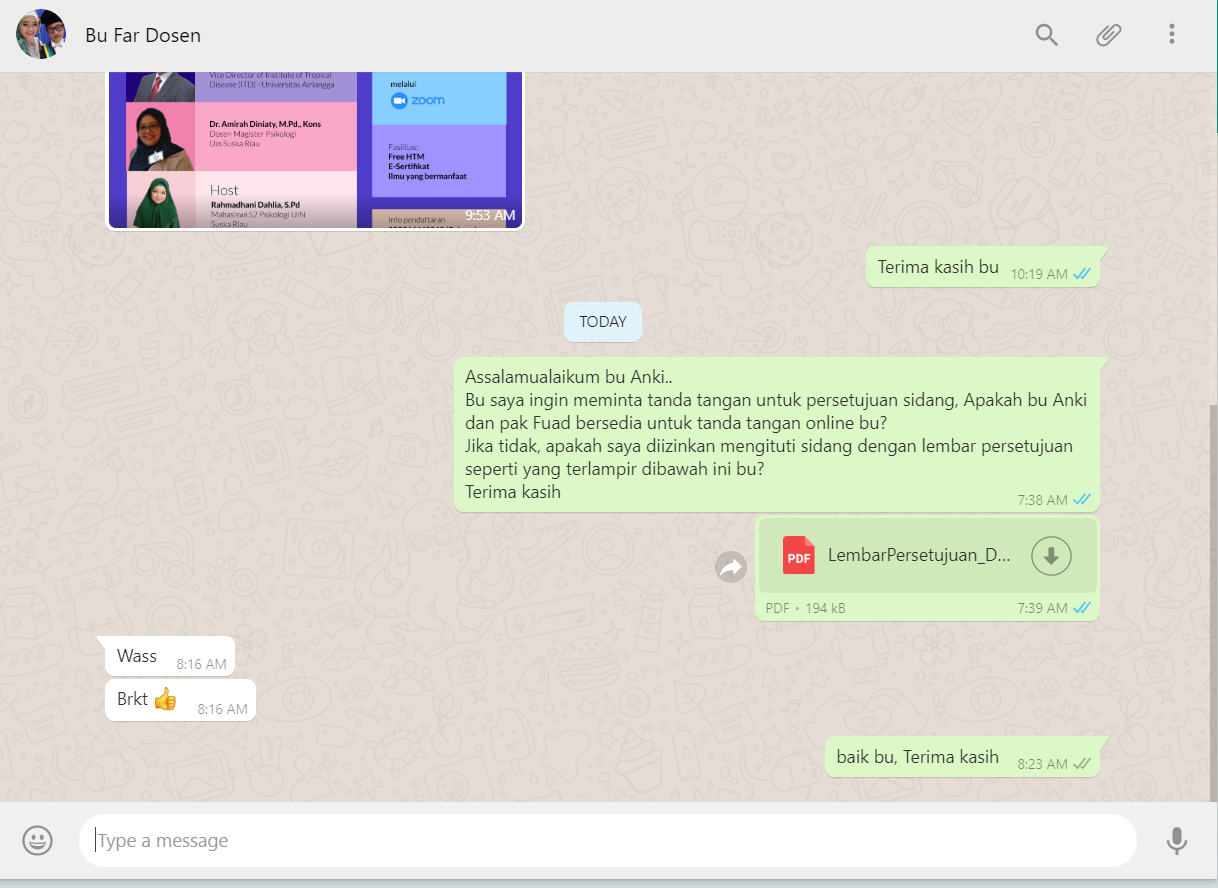 Bu Far Dosen
Vice Director of Institute of Tropical
Disease (ITD) - Universitas Airlangga
Dr. Amirah Diniaty, M.Pd., Kons
Dosen Magister Psikologi
Uin Suska Riau
Host
Rahmadhani Dahlia, S.Pd
Mahasiswi S2 Psikologi UIN
Suska Riau
melalui
zoom
Fasilitas:
Free HTM
E-Sertifikat
Ilmu yang bermanfaat
Info pendaftaran
9:53 AM
Terima kasih bu
10:19 AM
TODAY
Assalamualaikum bu Anki..
Bu saya ingin meminta tanda tangan untuk persetujuan sidang, Apakah bu Anki
dan pak Fuad bersedia untuk tanda tangan online bu?
Jika tidak, apakah saya diizinkan mengituti sidang dengan lembar persetujuan
seperti yang terlampir dibawah ini bu?
Terima kasih
7:38 AM
PDF
LembarPersetujuan_D...
PDF • 194 kB
7:39 AM
Wass
8:16 AM
Brkt 👍
8:16 AM
baik bu, Terima kasih
8:23 AM
Type a message